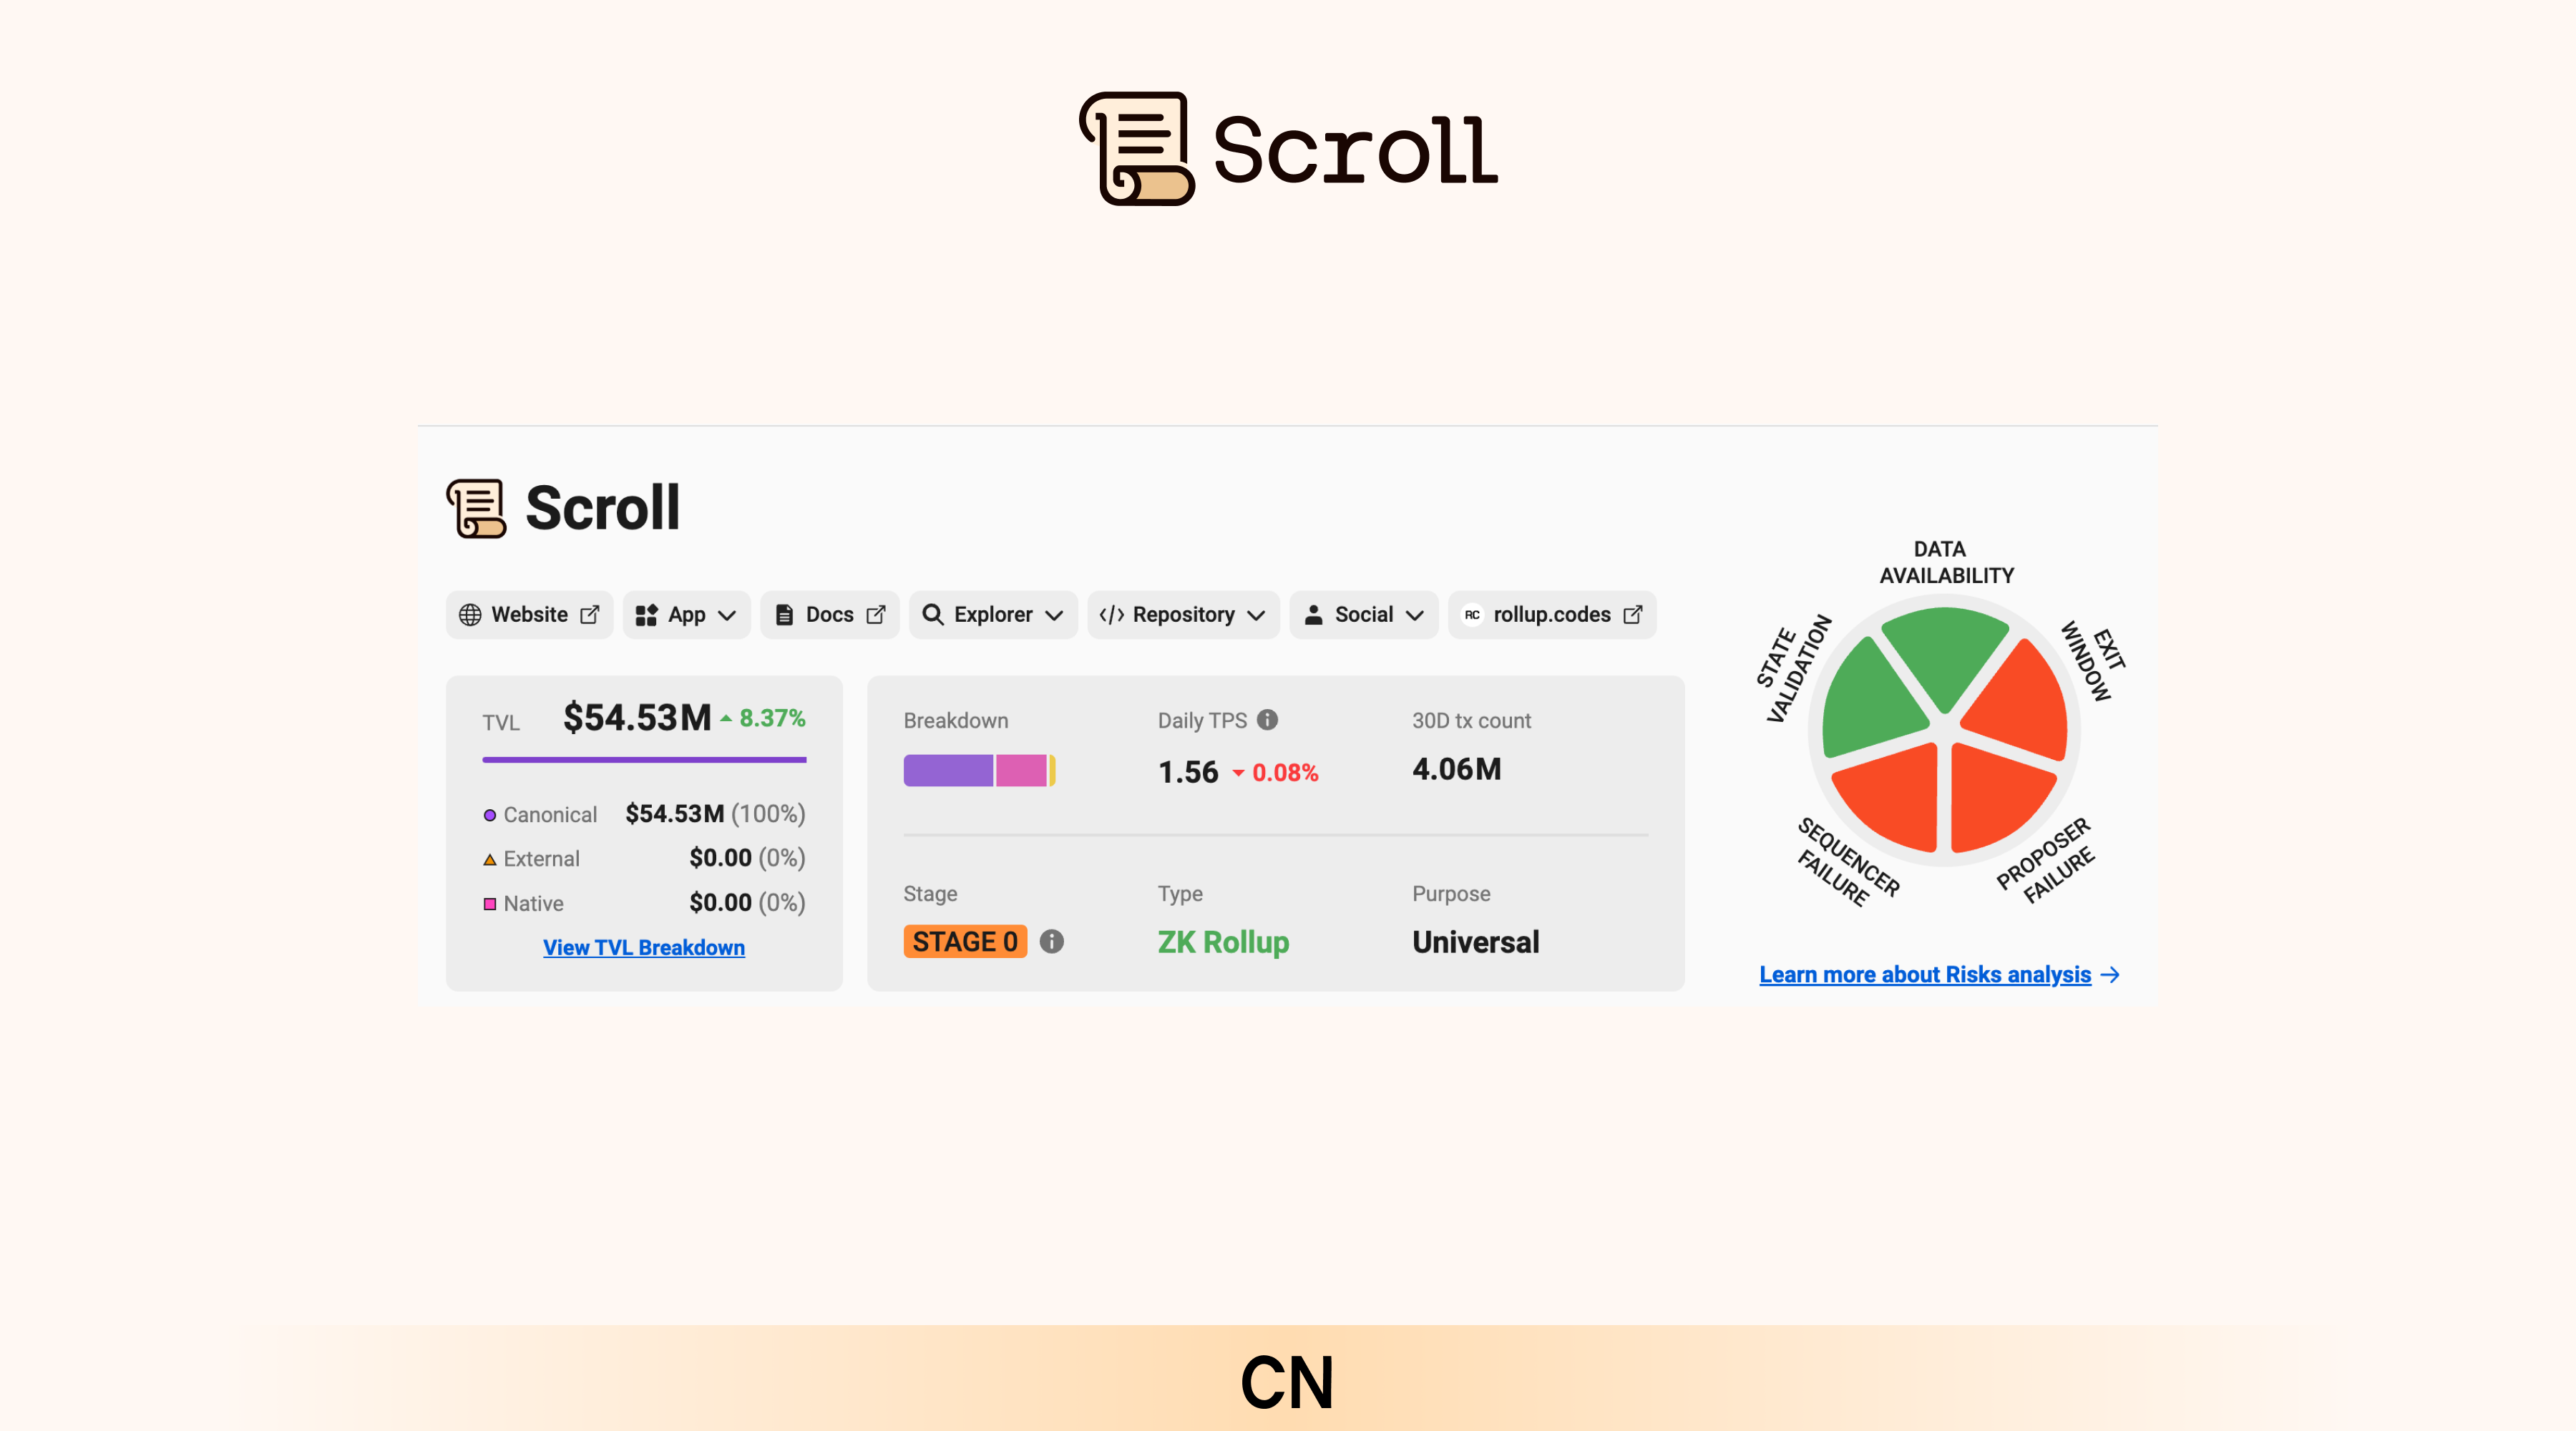 Scroll
Scroll
Website
App
Docs
Explorer
</> Repository
Social
RC rollup.codes
TVL $54.53M 8.37%
Canonical $54.53M (100%)
External $0.00 (0%)
Native $0.00 (0%)
View TVL Breakdown
Breakdown
Daily TPS
1.56 0.08%
30D tx count
4.06M
Stage
STAGE 0
Type
ZK Rollup
Purpose
Universal
DATA
AVAILABILITY
STATE
VALIDATION
EXIT
WINDOW
SEQUENCER
FAILURE
PROPOSER
FAILURE
Learn more about Risks analysis
CN